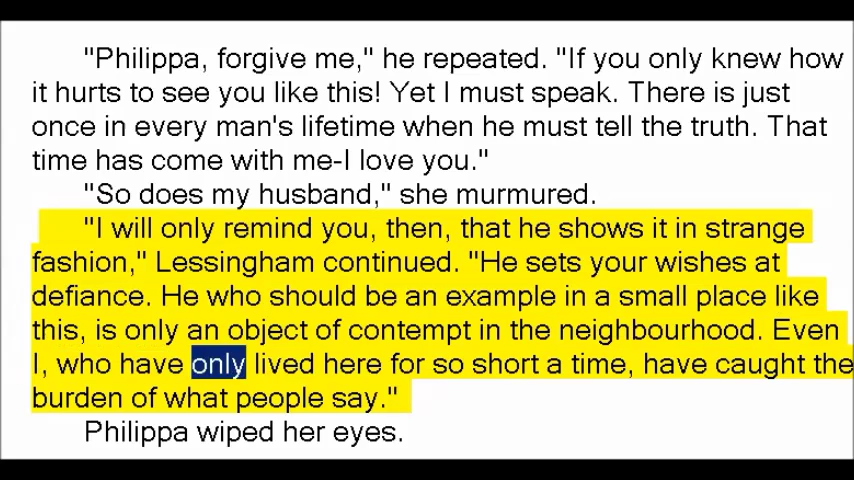 "Philippa, forgive me," he repeated. "If you only knew how
it hurts to see you like this! Yet I must speak. There is just
once in every man's lifetime when he must tell the truth. That
time has come with me-I love you."
"So does my husband," she murmured.
"I will only remind you, then, that he shows it in strange
fashion," Lessingham continued. "He sets your wishes at
defiance. He who should be an example in a small place like
this, is only an object of contempt in the neighbourhood. Even
I, who have only lived here for so short a time, have caught the
burden of what people say."
Philippa wiped her eyes.